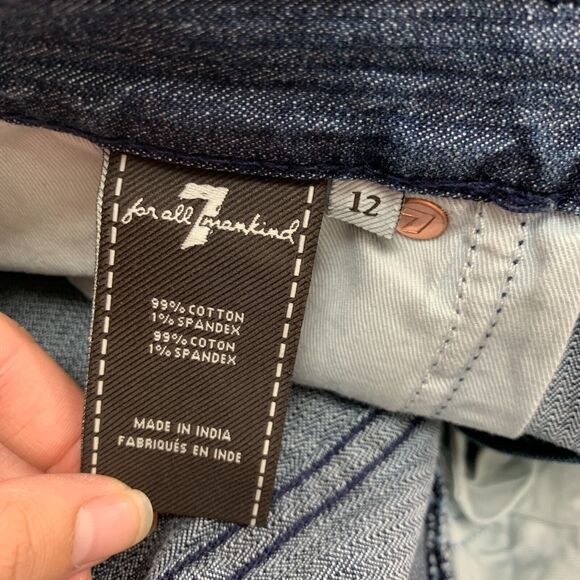 7
for all mankind
12
7
99% COTTON
1% SPANDEX
99% COTON
1% SPANDEX
MADE IN INDIA
FABRIQUÉS EN INDE